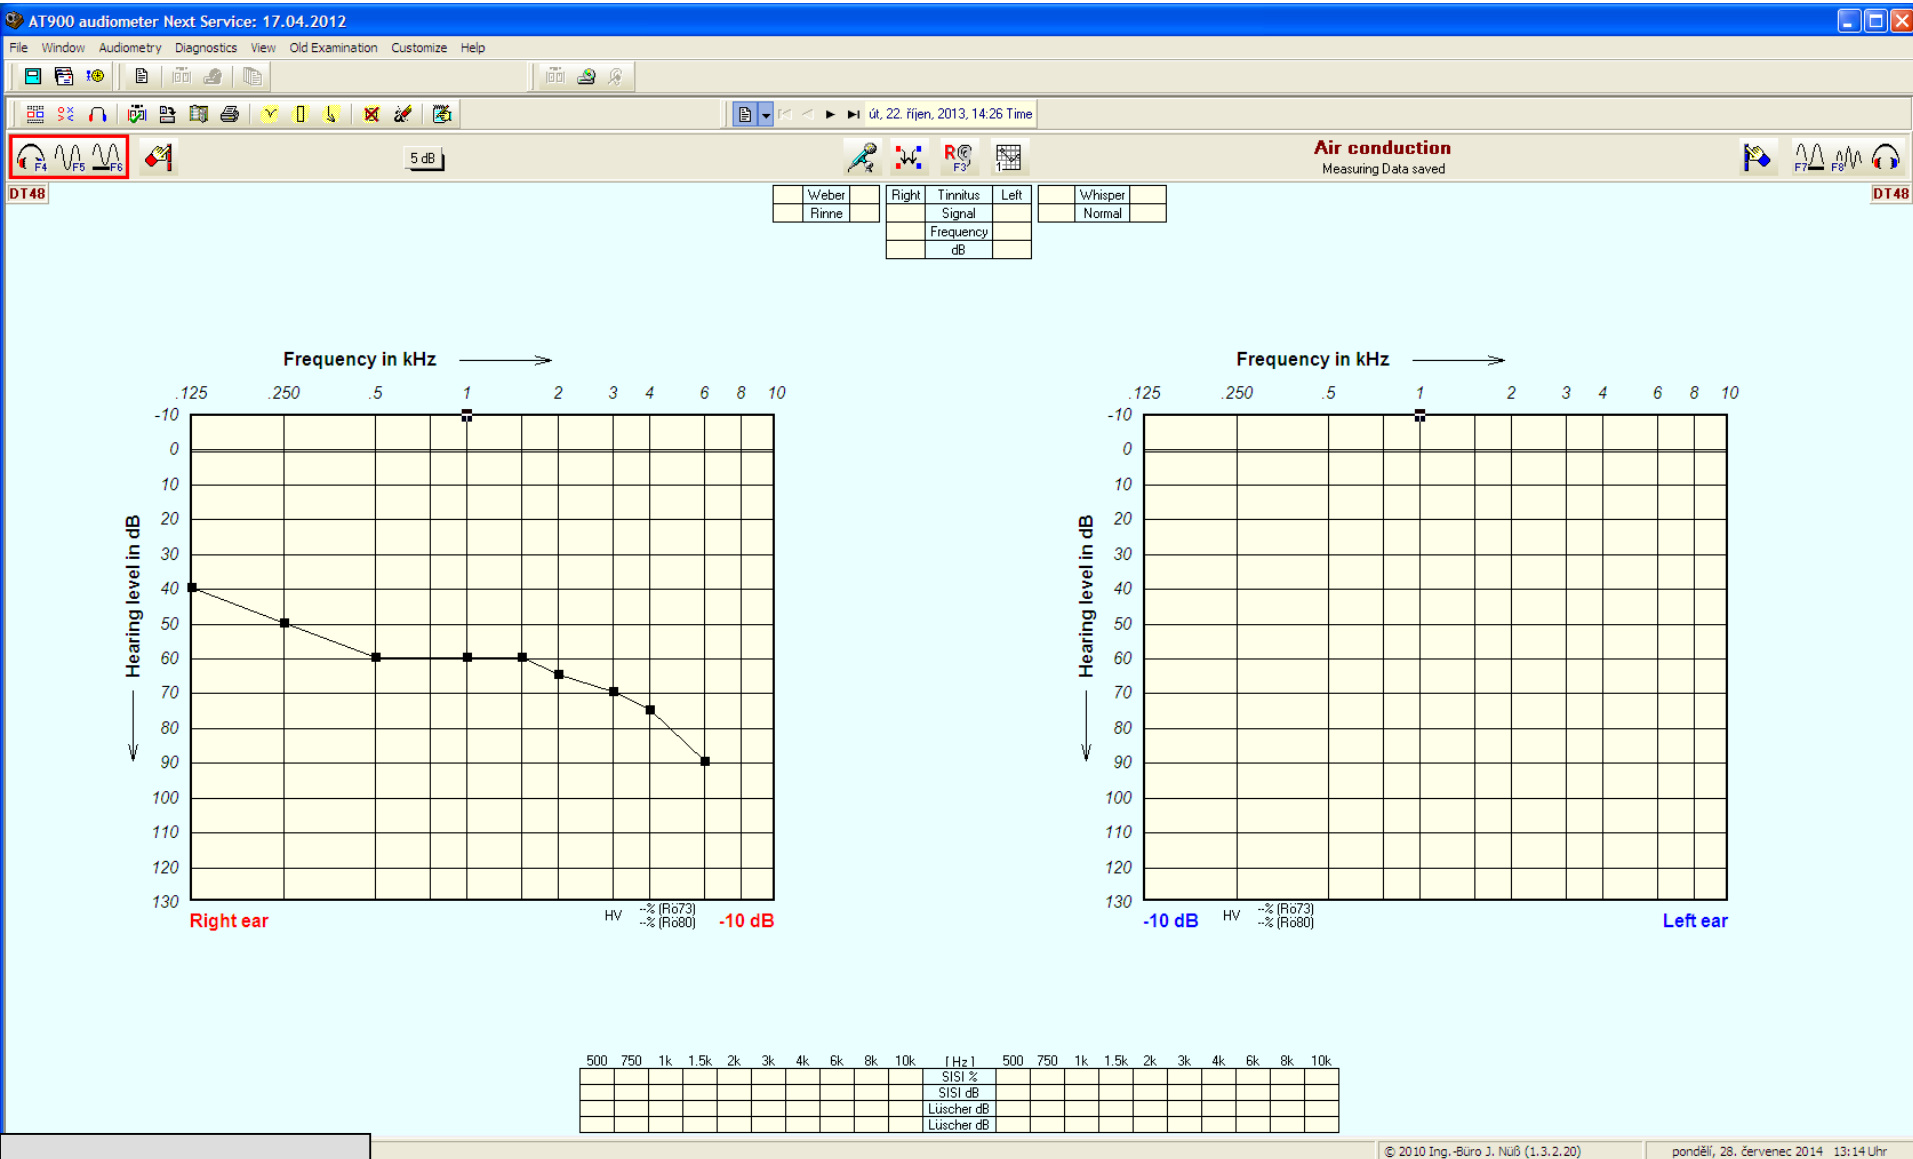 AT900 audiometer Next Service: 17.04.2012
File Window Audiometry Diagnostics View Old Examination Customize Help
út, 22. říjen, 2013, 14:26 Time
F4 F5 F6
5 dB
R
F3
1
Air conduction
Measuring Data saved
F7 F8
DT48
DT48
Weber
Rinne
Right Tinnitus Left
Signal
Frequency
dB
Whisper
Normal
Frequency in kHz
.125 .250 .5 1 2 3 4 6 8 10
-10
0
10
20
30
40
50
60
70
80
90
100
110
120
130
Hearing level in dB
Right ear
HV --% (Rö73)
--% (Rö80)
-10 dB
Frequency in kHz
.125 .250 .5 1 2 3 4 6 8 10
-10
0
10
20
30
40
50
60
70
80
90
100
110
120
130
Hearing level in dB
-10 dB
HV --% (Rö73)
--% (Rö80)
Left ear
500 750 1k 1.5k 2k 3k 4k 6k 8k 10k [ Hz ] 500 750 1k 1.5k 2k 3k 4k 6k 8k 10k
SISI %
SISI dB
Lüscher dB
Lüscher dB
© 2010 Ing.-Büro J. Nüß (1.3.2.20)
pondělí, 28. červenec 2014 13:14 Uhr